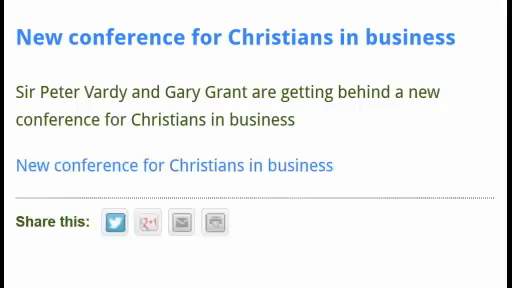 New conference for Christians in business
Sir Peter Vardy and Gary Grant are getting behind a new
conference for Christians in business
New conference for Christians in business
Share this:
g+1